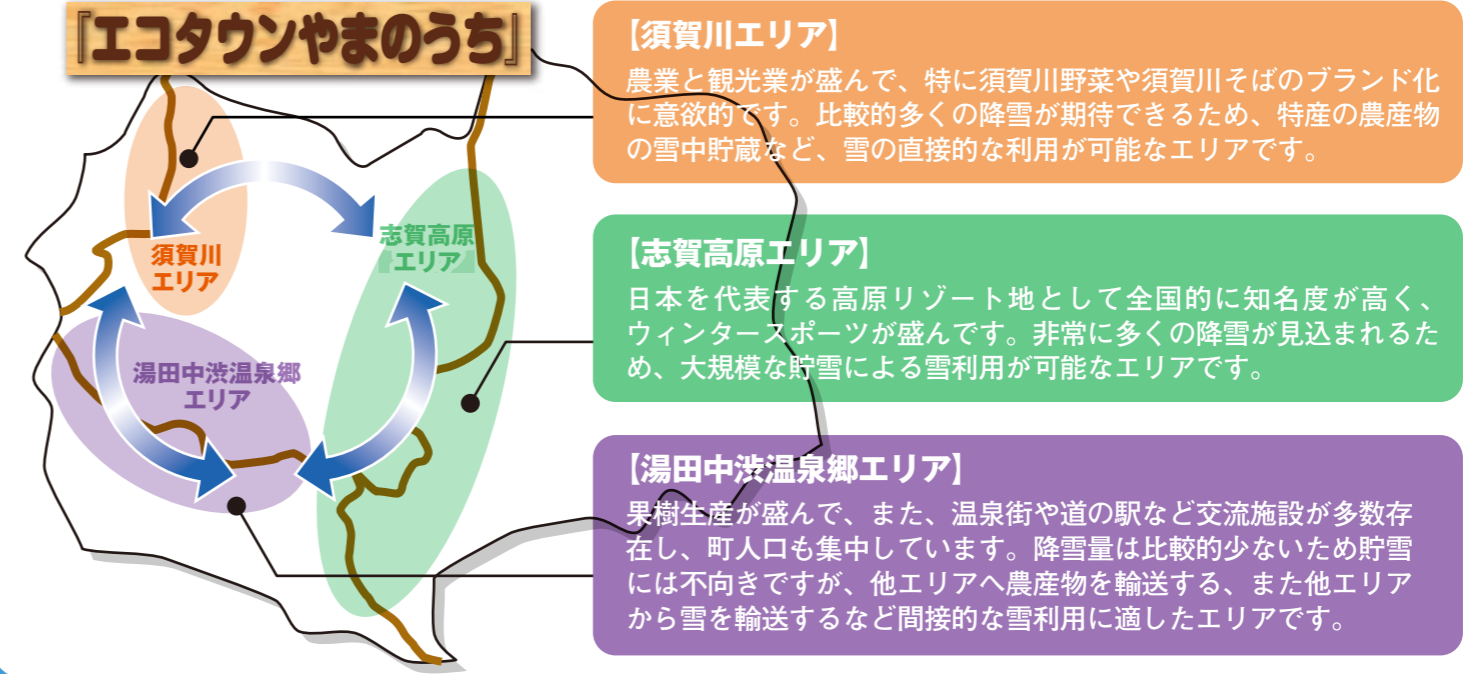 『エコタウンやまのうち』
【須賀川エリア】
農業と観光業が盛んで、特に須賀川野菜や須賀川そばのブランド化
に意欲的です。比較的多くの降雪が期待できるため、特産の農産物
の雪中貯蔵など、雪の直接的な利用が可能なエリアです。
須賀川
エリア
志賀高原
エリア
【志賀高原エリア】
日本を代表する高原リゾート地として全国的に知名度が高く、
ウィンタースポーツが盛んです。非常に多くの降雪が見込まれるた
め、大規模な貯雪による雪利用が可能なエリアです。
湯田中渋温泉郷
エリア
【湯田中渋温泉郷エリア】
果樹生産が盛んで、また、温泉街や道の駅など交流施設が多数存
在し、町人口も集中しています。降雪量は比較的少ないため貯雪
には不向きですが、他エリアへ農産物を輸送する、また他エリア
から雪を輸送するなど間接的な雪利用に適したエリアです。